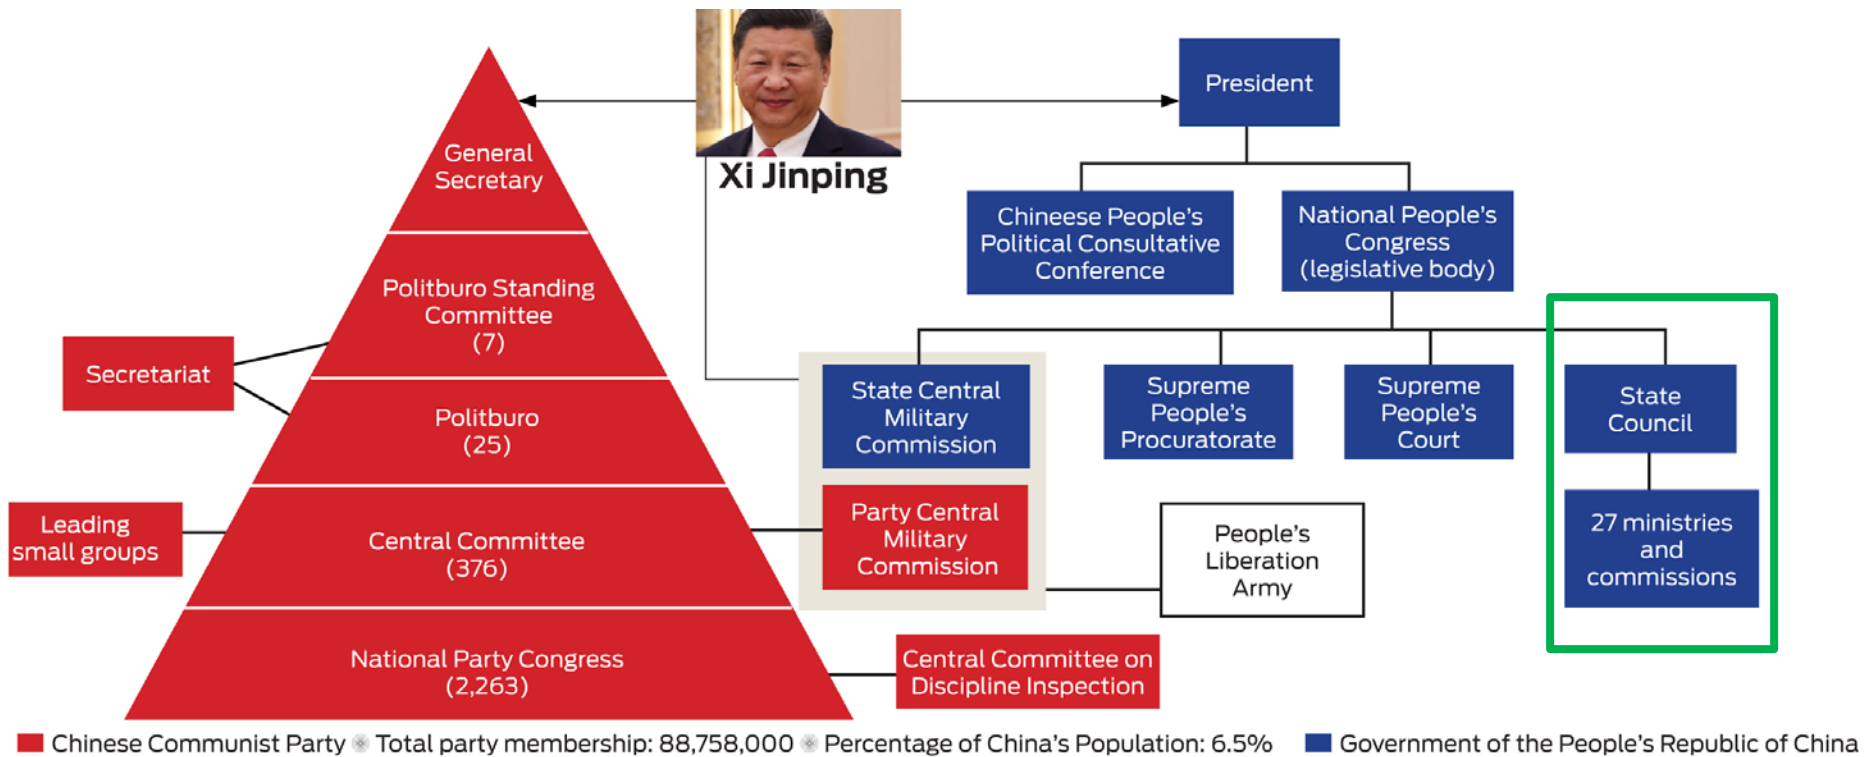 Xi Jinping
General
Secretary
Politburo Standing
Committee
(7)
Politburo
(25)
Central Committee
(376)
National Party Congress
(2,263)
Secretariat
Leading
small groups
President
Chineese People's
Political Consultative
Conference
National People's
Congress
(legislative body)
State Central
Military
Commission
Supreme
People's
Procuratorate
Supreme
People's
Court
State
Council
27 ministries
and
commissions
Party Central
Military
Commission
People's
Liberation
Army
Central Committee on
Discipline Inspection
Chinese Communist Party Total party membership: 88,758,000 Percentage of China's Population: 6.5% Government of the People's Republic of China